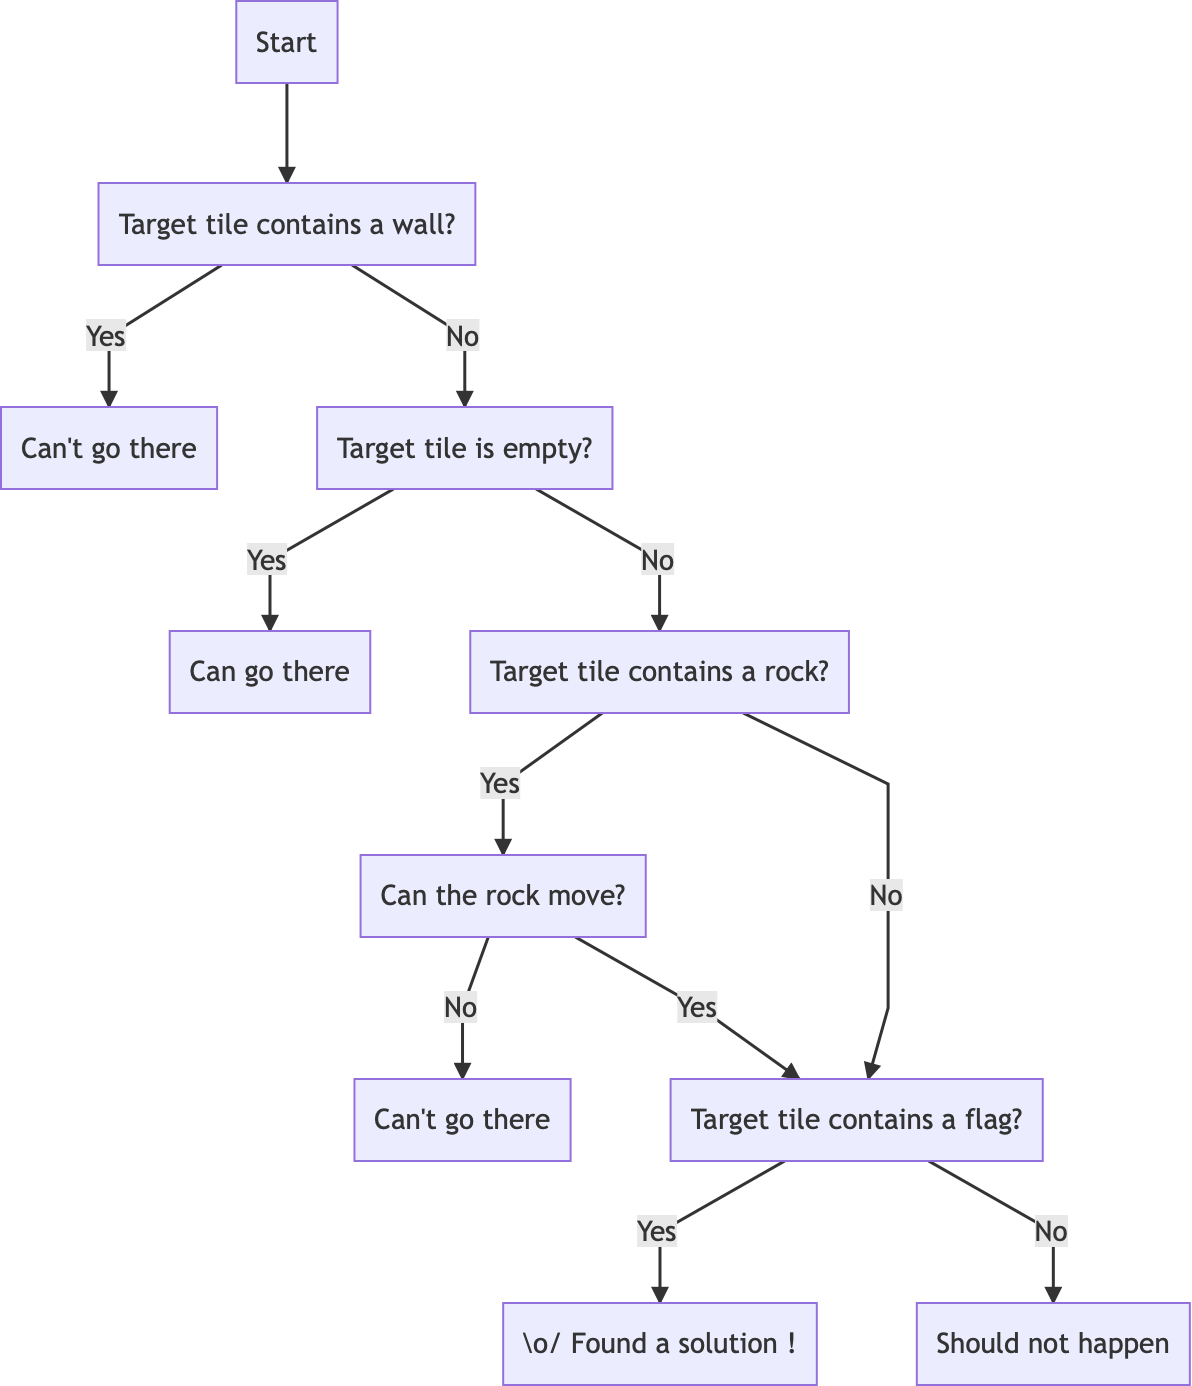 Start
Target tile contains a wall?
Yes
No
Can't go there
Target tile is empty?
Yes
No
Can go there
Target tile contains a rock?
Yes
Can the rock move?
No
No
Yes
Can't go there
Target tile contains a flag?
Yes
No
\o/ Found a solution !
Should not happen